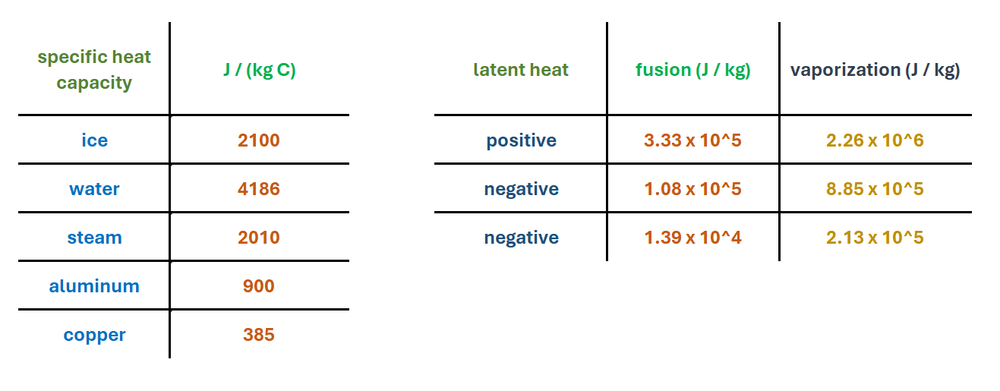 specific heat
capacity
J / (kg C)
ice
2100
water
4186
steam
2010
aluminum
900
copper
385
latent heat
fusion (J / kg)
vaporization (J / kg)
positive
3.33 x 10^5
2.26 x 10^6
negative
1.08 x 10^5
8.85 x 10^5
negative
1.39 x 10^4
2.13 x 10^5